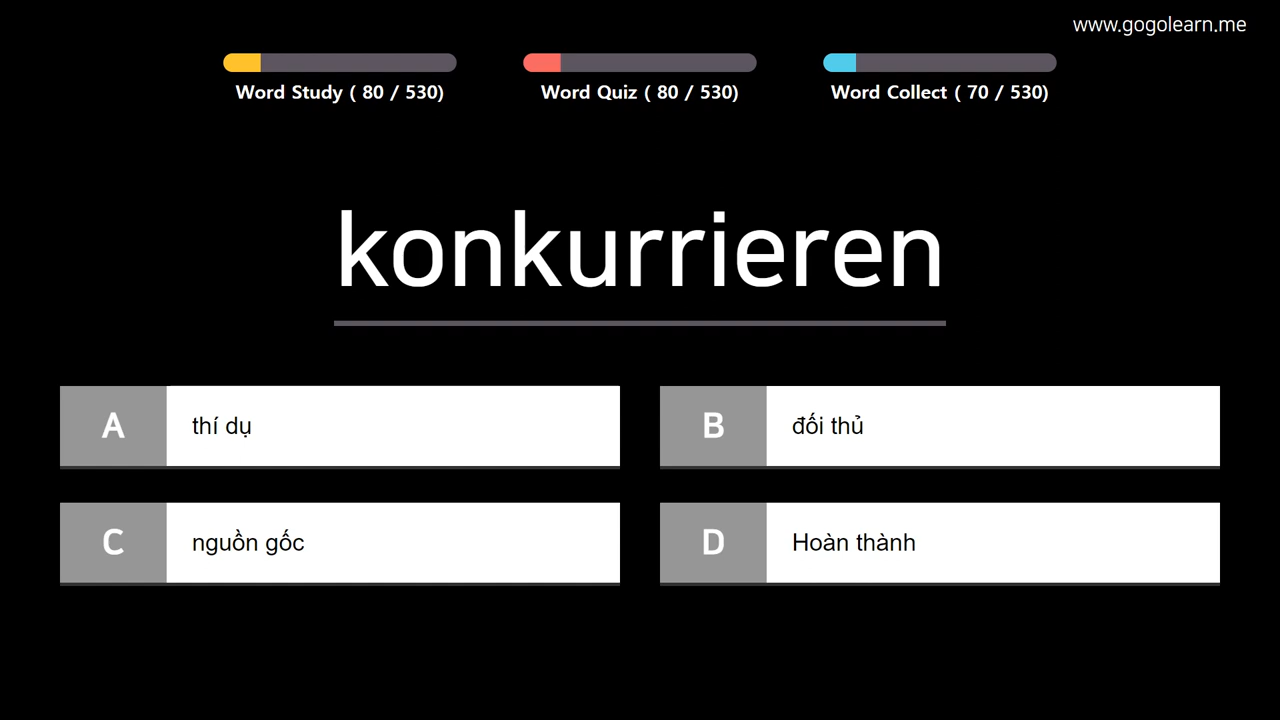 www.gogolearn.me
Word Study ( 80 / 530)
Word Quiz ( 80 / 530)
Word Collect ( 70 / 530)
konkurrieren
A
thí dụ
B
đối thủ
C
nguồn gốc
D
Hoàn thành